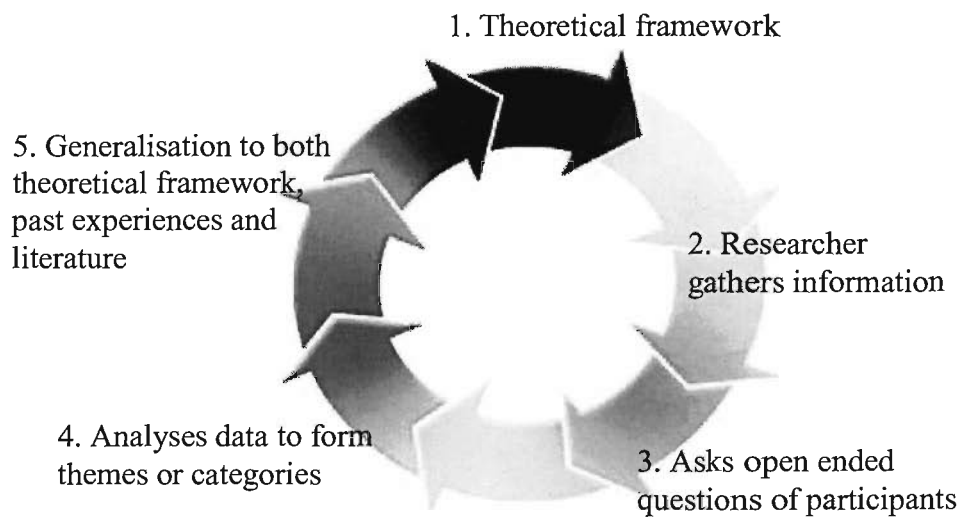 1. Theoretical framework
2. Researcher
gathers information
3. Asks open ended
questions of participants
4. Analyses data to form
themes or categories
5. Generalisation to both
theoretical framework,
past experiences and
literature